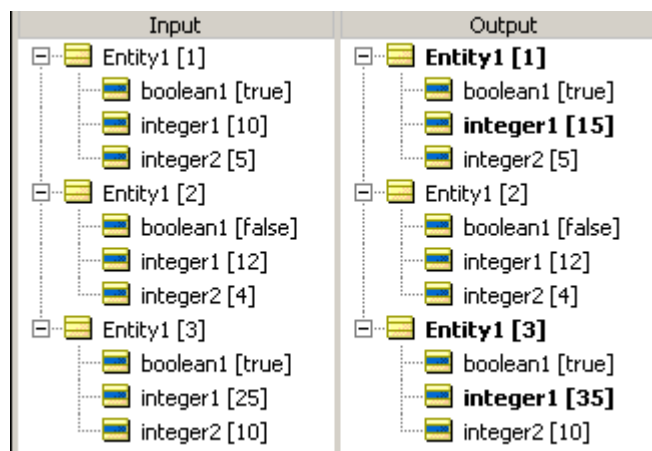 Input
Entity1 [1]
boolean1 [true]
integer1 [10]
integer2 [5]
Entity1 [2]
boolean1 [false]
integer1 [12]
integer2 [4]
Entity1 [3]
boolean1 [true]
integer1 [25]
integer2 [10]
Output
Entity1 [1]
boolean1 [true]
integer1 [15]
integer2 [5]
Entity1 [2]
boolean1 [false]
integer1 [12]
integer2 [4]
Entity1 [3]
boolean1 [true]
integer1 [35]
integer2 [10]